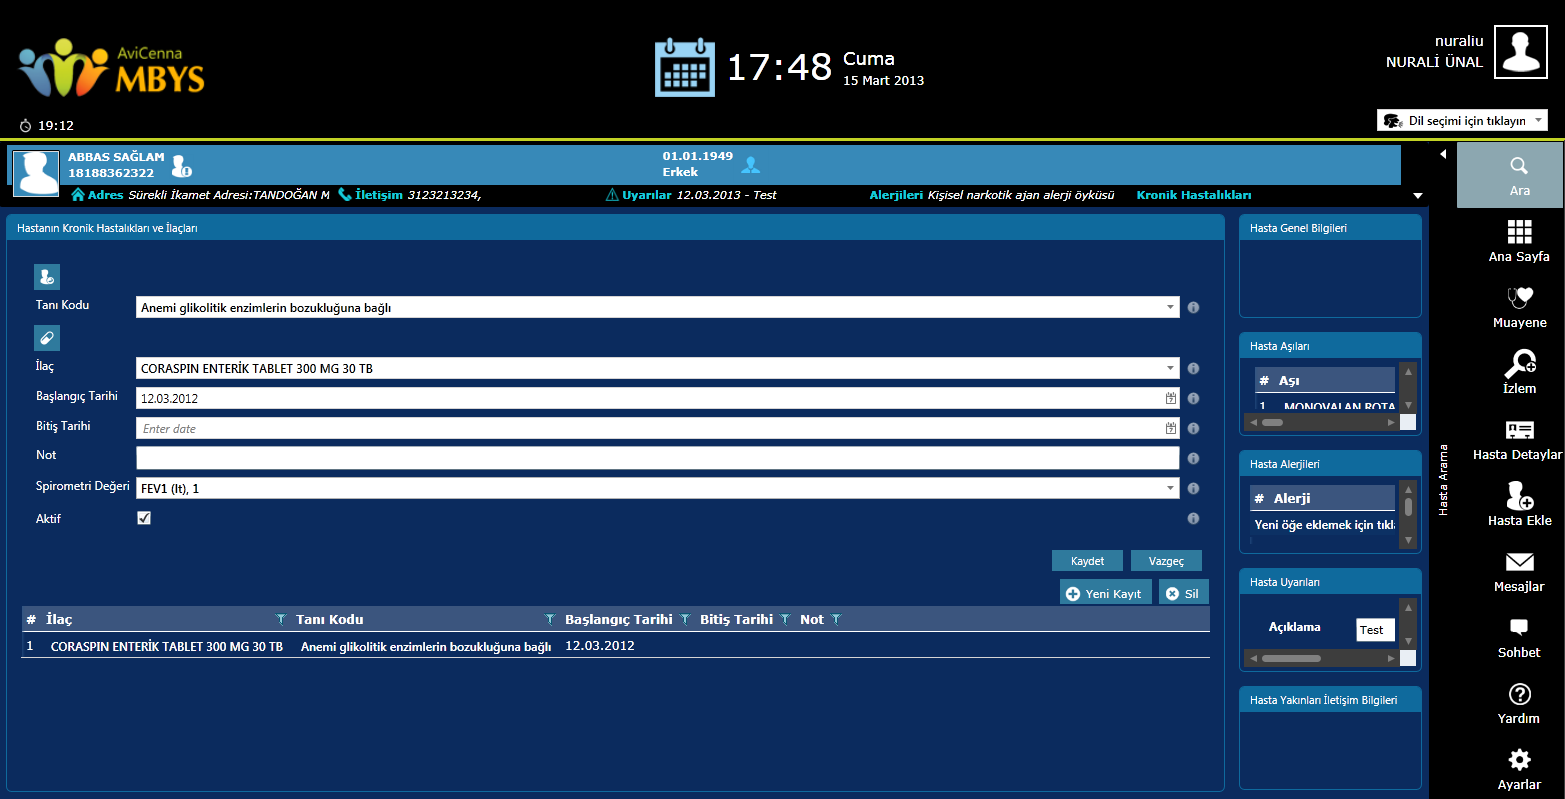 AviCenna
MBYS
19:12
17:48
Cuma
15 Mart 2013
nuraliu
NURALİ ÜNAL
Dil seçimi için tıklayın
ABBAS SAĞLAM
18188362322
01.01.1949
Erkek
Adres Sürekli İkamet Adresi:TANDOĞAN M
İletişim 3123213234,
Uyarılar 12.03.2013 - Test
Alerjileri Kişisel narkotik ajan alerji öyküsü
Kronik Hastalıkları
Hastanın Kronik Hastalıkları ve İlaçları
Tanı Kodu
Anemi glikolitik enzimlerin bozukluğuna bağlı
İlaç
CORASPIN ENTERİK TABLET 300 MG 30 TB
Başlangıç Tarihi
12.03.2012
Bitiş Tarihi
Enter date
Not
Spirometri Değeri
FEV1 (lt), 1
Aktif
Kaydet
Vazgeç
Yeni Kayıt
Sil
# İlaç Tanı Kodu Başlangıç Tarihi Bitiş Tarihi Not
1 CORASPIN ENTERİK TABLET 300 MG 30 TB Anemi glikolitik enzimlerin bozukluğuna bağlı 12.03.2012
Hasta Genel Bilgileri
Hasta Aşıları
# Aşı
1 MONOVALAN ROTA
Hasta Alerjileri
# Alerji
Yeni öğe eklemek için tıkla
Hasta Uyarıları
Açıklama
Test
Hasta Yakınları İletişim Bilgileri
Hasta Arama
Ara
Ana Sayfa
Muayene
İzlem
Hasta Detaylar
Hasta Ekle
Mesajlar
Sohbet
Yardım
Ayarlar